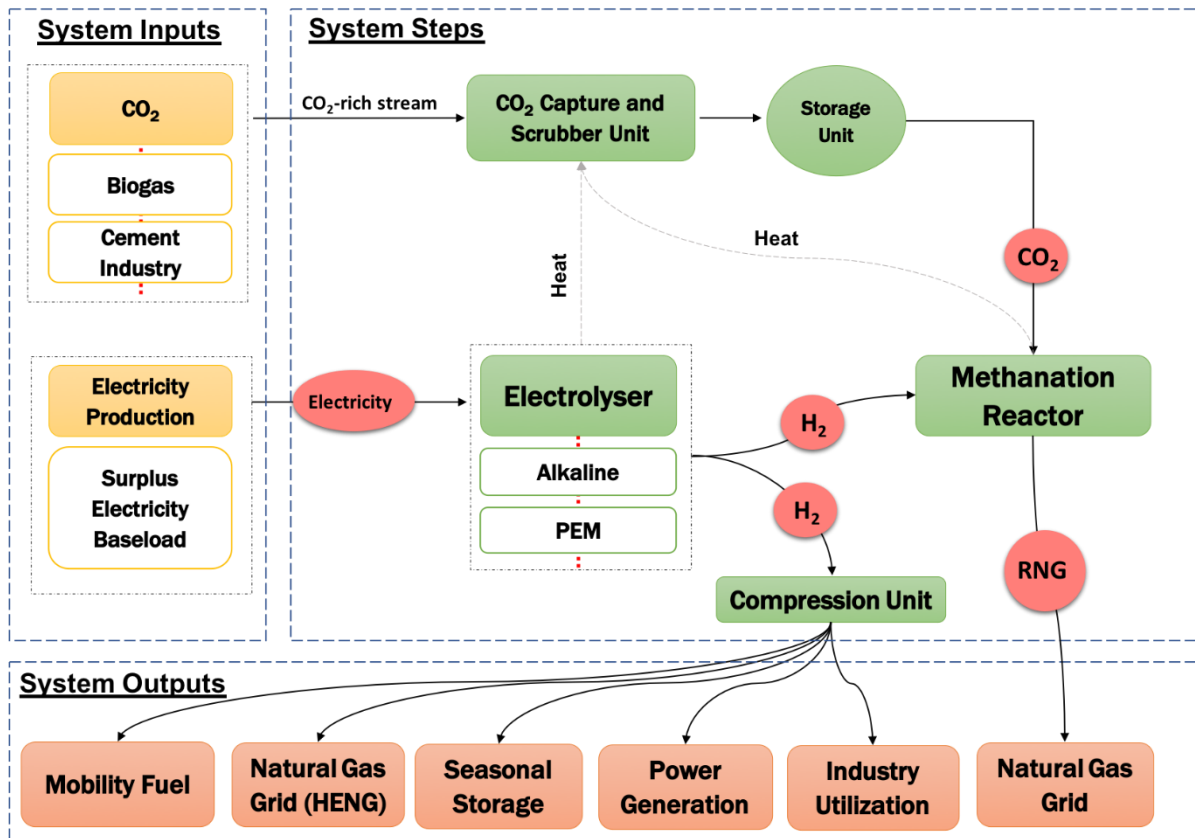 System Inputs
CO₂
Biogas
Cement
Industry
Electricity
Production
Surplus
Electricity
Baseload
System Steps
CO₂-rich stream
CO₂ Capture and
Scrubber Unit
Storage
Unit
Heat
Heat
CO₂
Electricity
Electrolyser
Alkaline
PEM
H₂
H₂
Methanation
Reactor
RNG
Compression Unit
System Outputs
Mobility Fuel
Natural Gas
Grid (HENG)
Seasonal
Storage
Power
Generation
Industry
Utilization
Natural Gas
Grid